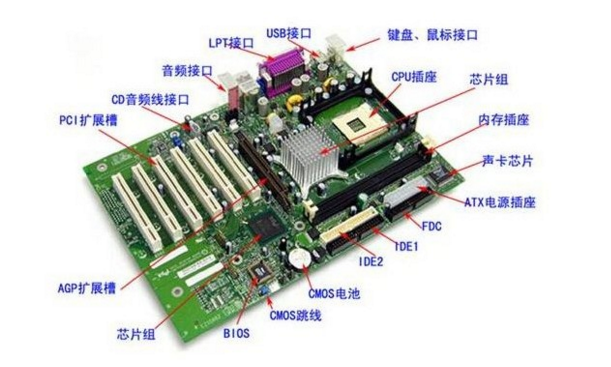 USB接口
LPT接口
键盘、鼠标接口
音频接口
CPU插座
芯片组
CD音频线接口
PCI扩展槽
内存插座
声卡芯片
ATX电源插座
FDC
IDE1
IDE2
AGP扩展槽
CMOS电池
CMOS跳线
芯片组
BIOS